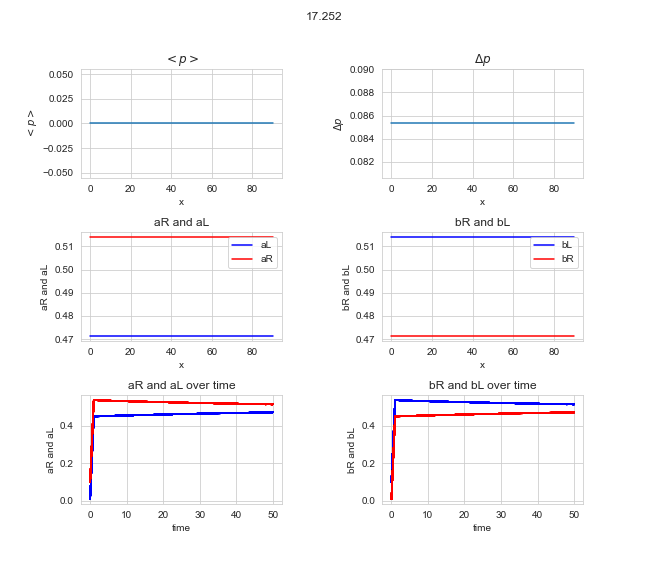 17.252
< p >
Δp
0.050
0.025
0.000
−0.025
−0.050
< p >
0 20 40 60 80
x
0.090
0.088
0.086
0.084
0.082
Δp
0 20 40 60 80
x
aR and aL
bR and bL
0.51
0.50
0.49
0.48
0.47
aR and aL
aL
aR
0 20 40 60 80
x
0.51
0.50
0.49
0.48
0.47
bR and bL
bL
bR
0 20 40 60 80
x
aR and aL over time
bR and bL over time
0.4
0.2
0.0
aR and aL
0 10 20 30 40 50
time
0.4
0.2
0.0
bR and bL
0 10 20 30 40 50
time